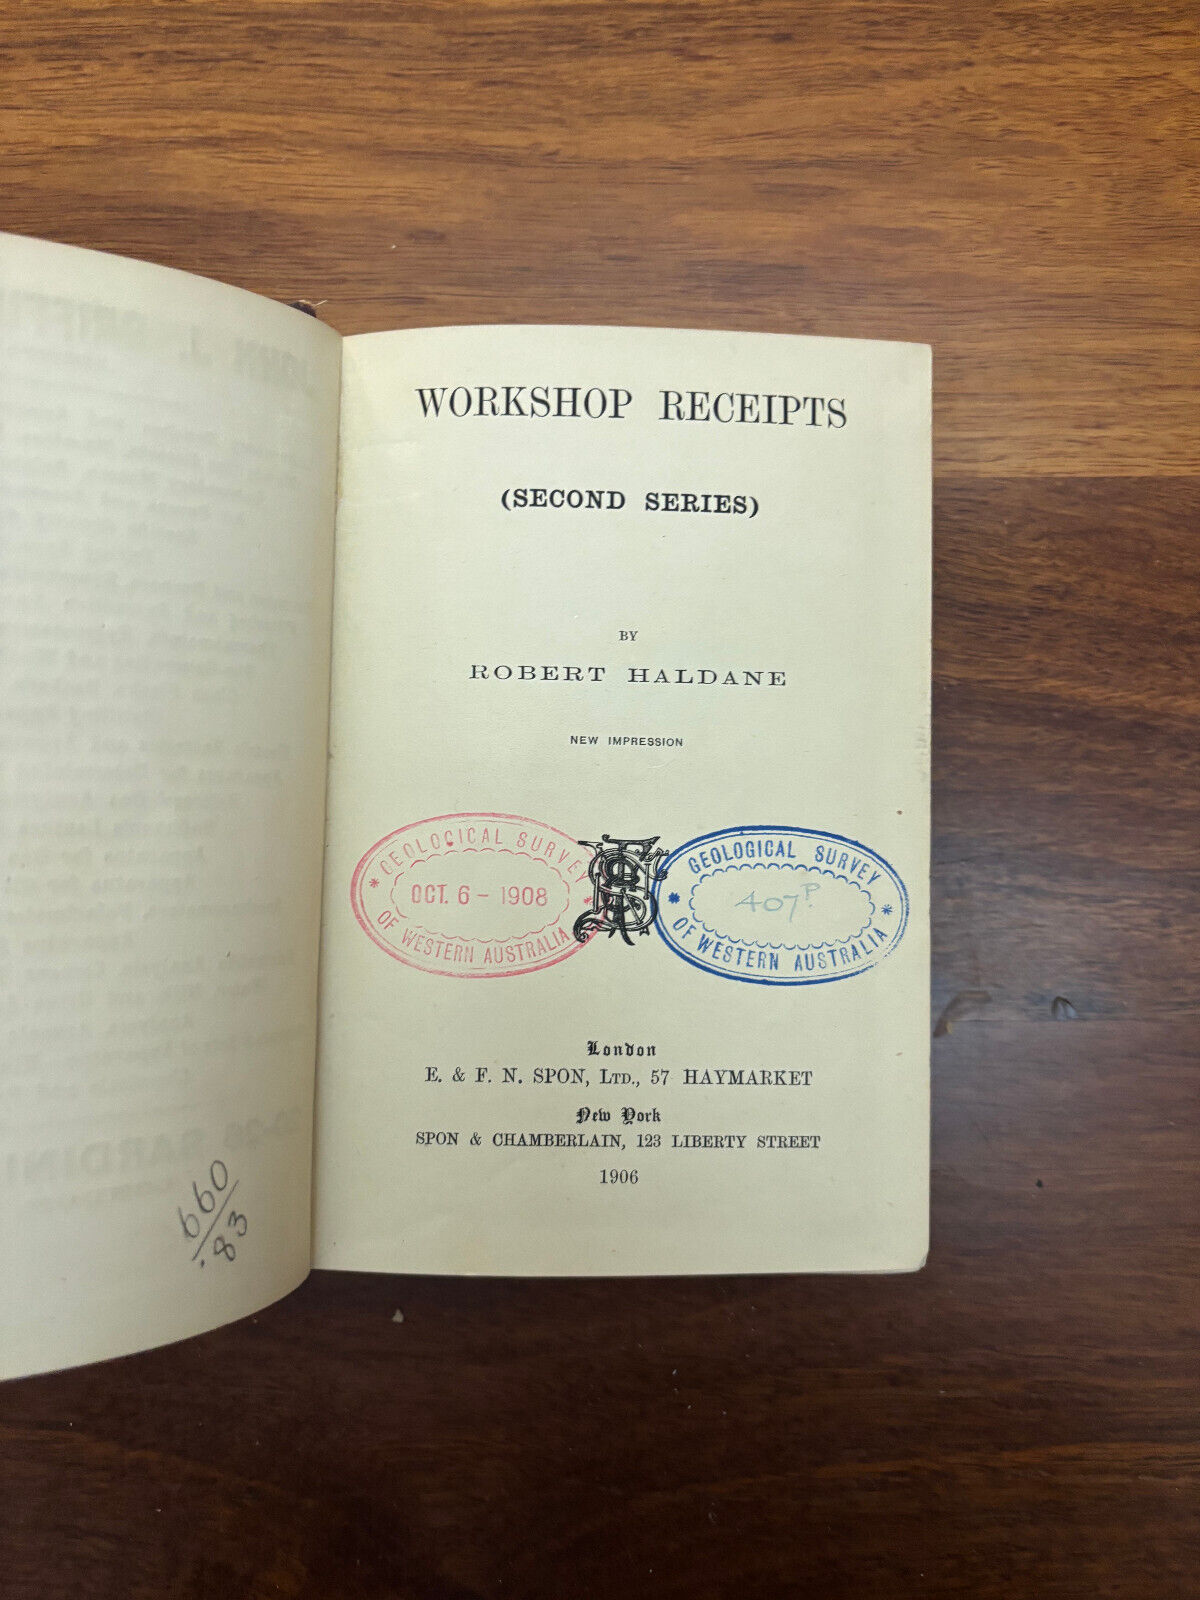 WORKSHOP RECEIPTS
(SECOND SERIES)
BY
ROBERT HALDANE
NEW IMPRESSION
GEOLOGICAL SURVEY
OCT. 6 - 1908
OF WESTERN AUSTRALIA
GEOLOGICAL SURVEY
407P
OF WESTERN AUSTRALIA
London
E. & F. N. SPON, LTD., 57 HAYMARKET
New York
SPON & CHAMBERLAIN, 123 LIBERTY STREET
1906
660
.83